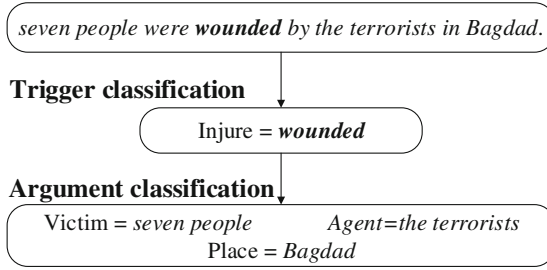 seven people were wounded by the terrorists in Bagdad.
Trigger classification
Injure = wounded
Argument classification
Victim = seven people Agent=the terrorists
Place = Bagdad